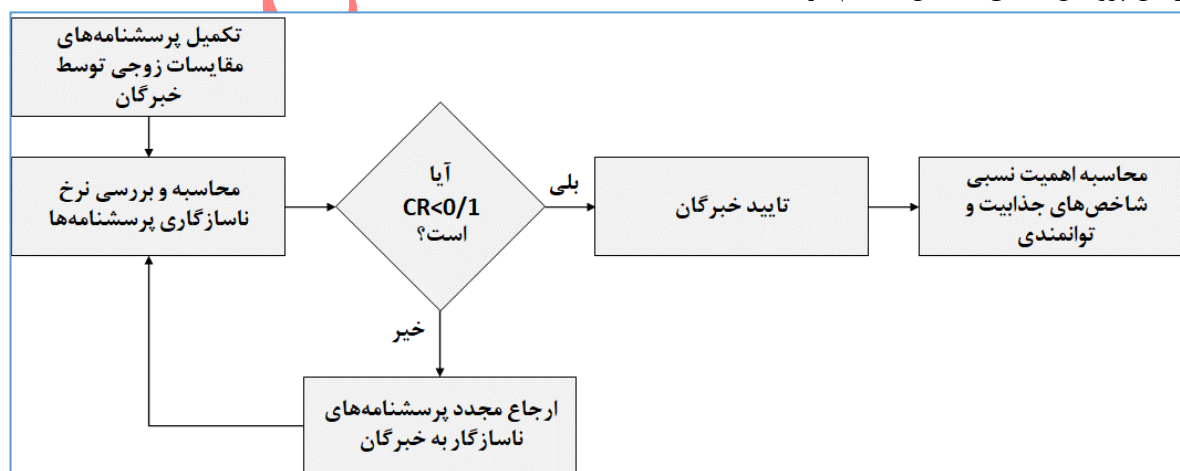 تکمیل پرسشنامه‌های
مقایسات زوجی توسط
خبرگان
محاسبه و بررسی نرخ
ناسازگاری پرسشنامه‌ها
آیا
CR<0/1
است؟
بلی
تایید خبرگان
محاسبه اهمیت نسبی
شاخص‌های جذابیت و
توانمندی
خیر
ارجاع مجدد پرسشنامه‌های
ناسازگار به خبرگان